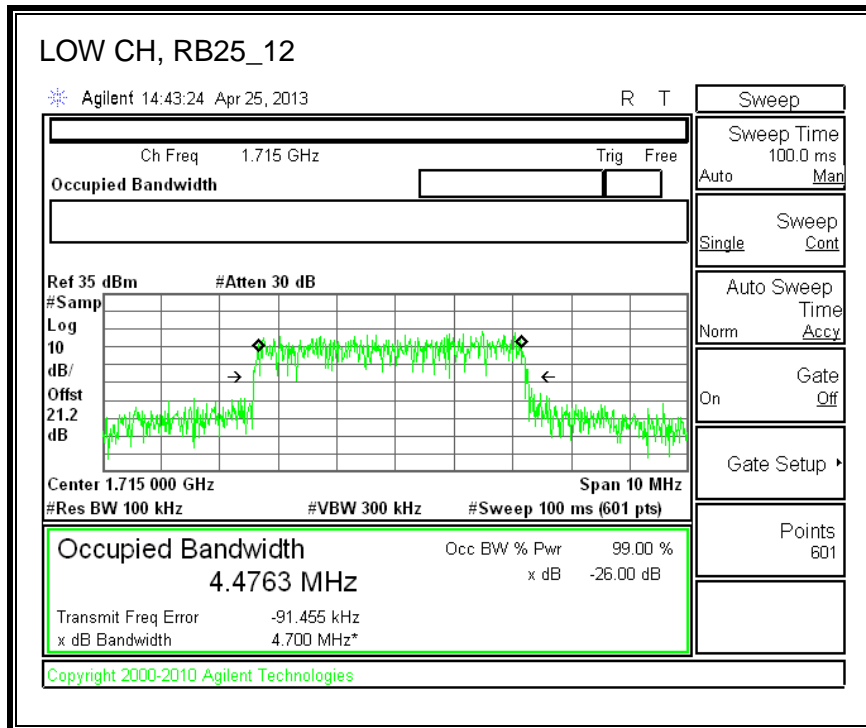 LOW CH, RB25_12
Agilent 14:43:24 Apr 25, 2013 R T
Ch Freq 1.715 GHz Trig Free
Occupied Bandwidth
Ref 35 dBm #Atten 30 dB
#Samp
Log
10
dB/
Offst
21.2
dB
Center 1.715 000 GHz Span 10 MHz
#Res BW 100 kHz #VBW 300 kHz #Sweep 100 ms (601 pts)
Occupied Bandwidth Occ BW % Pwr 99.00 %
4.4763 MHz x dB -26.00 dB
Transmit Freq Error -91.455 kHz
x dB Bandwidth 4.700 MHz*
Copyright 2000-2010 Agilent Technologies
Sweep
Sweep Time
100.0 ms
Auto Man
Sweep
Single Cont
Auto Sweep
Time
Norm Accy
Gate
On Off
Gate Setup
Points
601